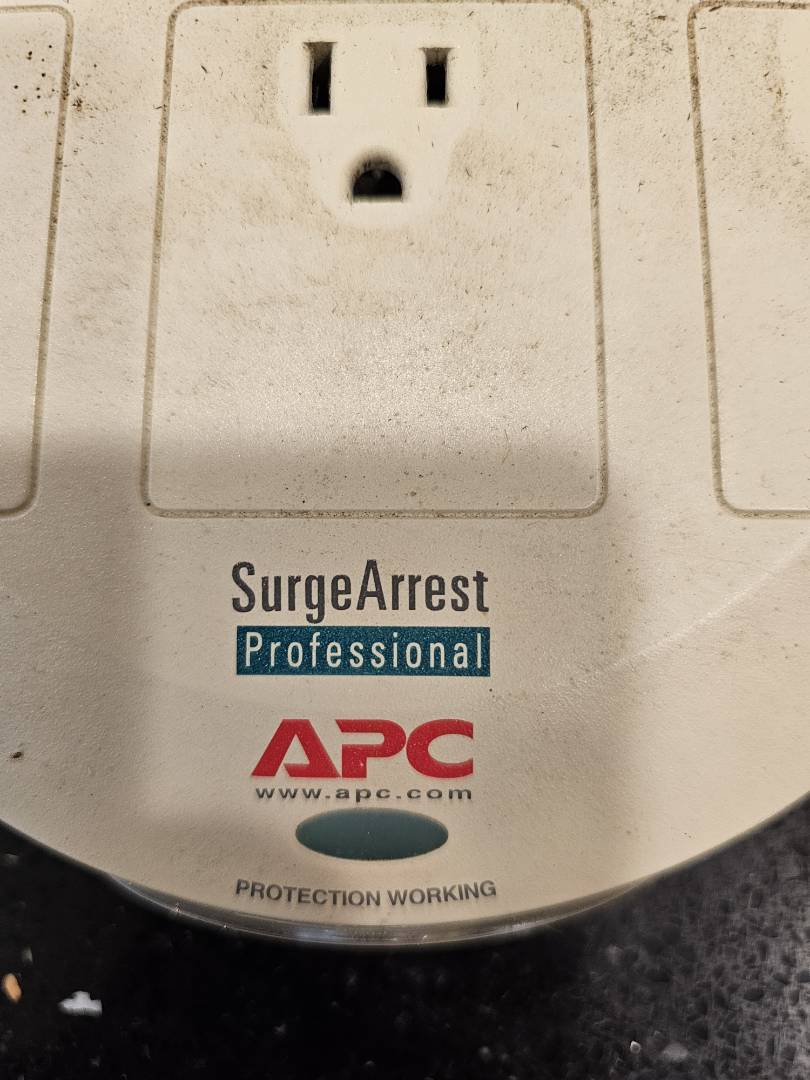 SurgeArrest
Professional
APC
www.apc.com
PROTECTION WORKING